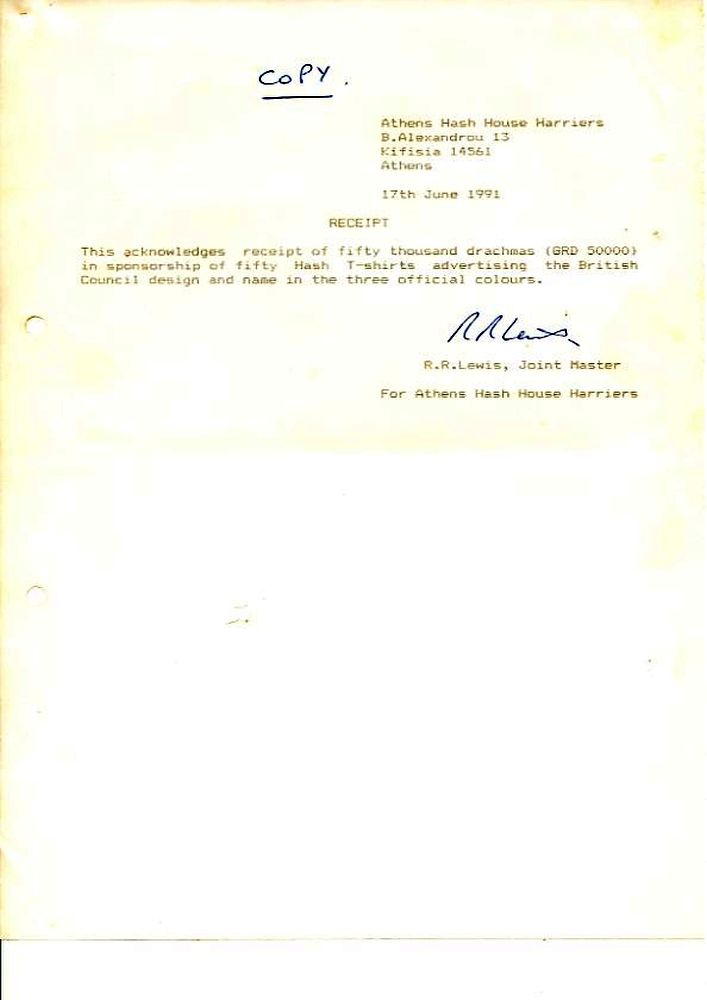 COPY.
Athens Hash House Harriers
B.Alexandrou 13
Kifisia 14561
Athens
17th June 1991
RECEIPT
This acknowledges receipt of fifty thousand drachmas (GRD 50000)
in sponsorship of fifty Hash T-shirts advertising the British
Council design and name in the three official colours.
R R Lewis
R.R.Lewis, Joint Master
For Athens Hash House Harriers